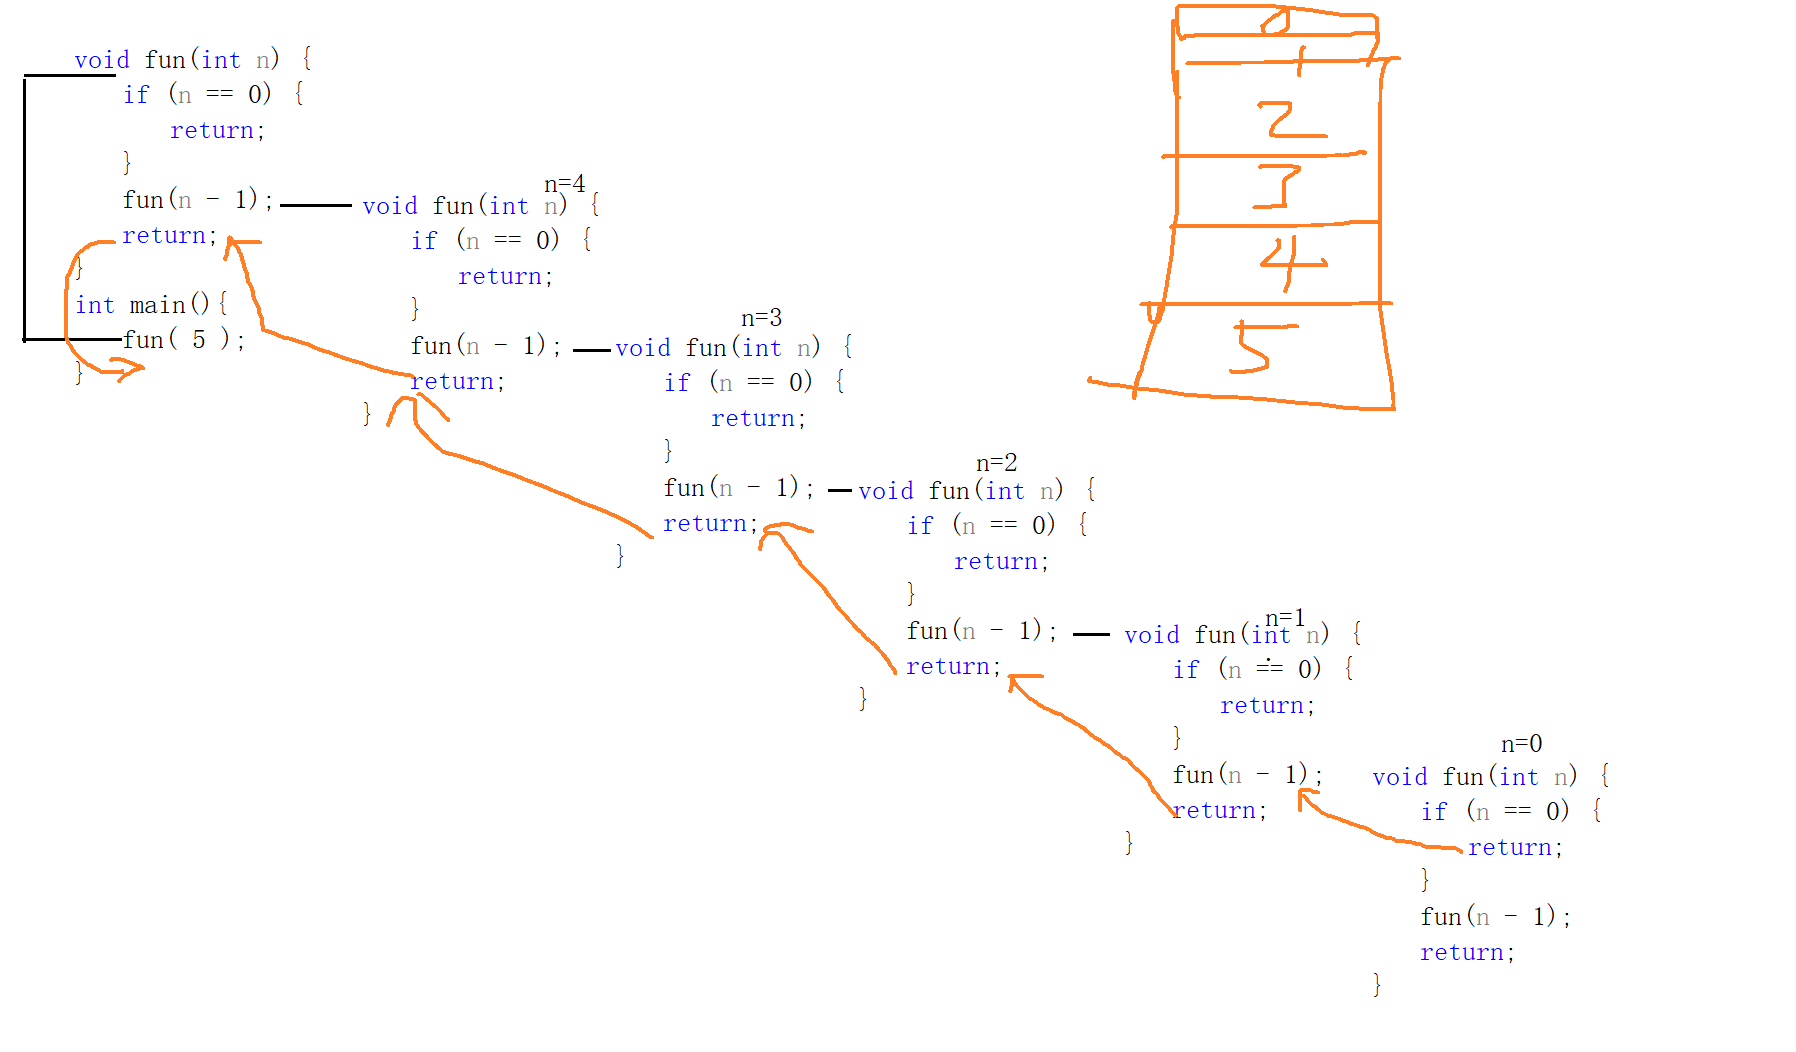 void fun(int n) {
if (n == 0) {
return;
}
fun(n - 1);
return;
}
int main(){
fun( 5 );
}
n=4
void fun(int n) {
if (n == 0) {
return;
}
fun(n - 1);
return;
}
n=3
void fun(int n) {
if (n == 0) {
return;
}
fun(n - 1);
return;
}
n=2
void fun(int n) {
if (n == 0) {
return;
}
fun(n - 1);
return;
}
n=1
void fun(int n) {
if (n == 0) {
return;
}
fun(n - 1);
return;
}
n=0
void fun(int n) {
if (n == 0) {
return;
}
fun(n - 1);
return;
}
0
1
2
3
4
5